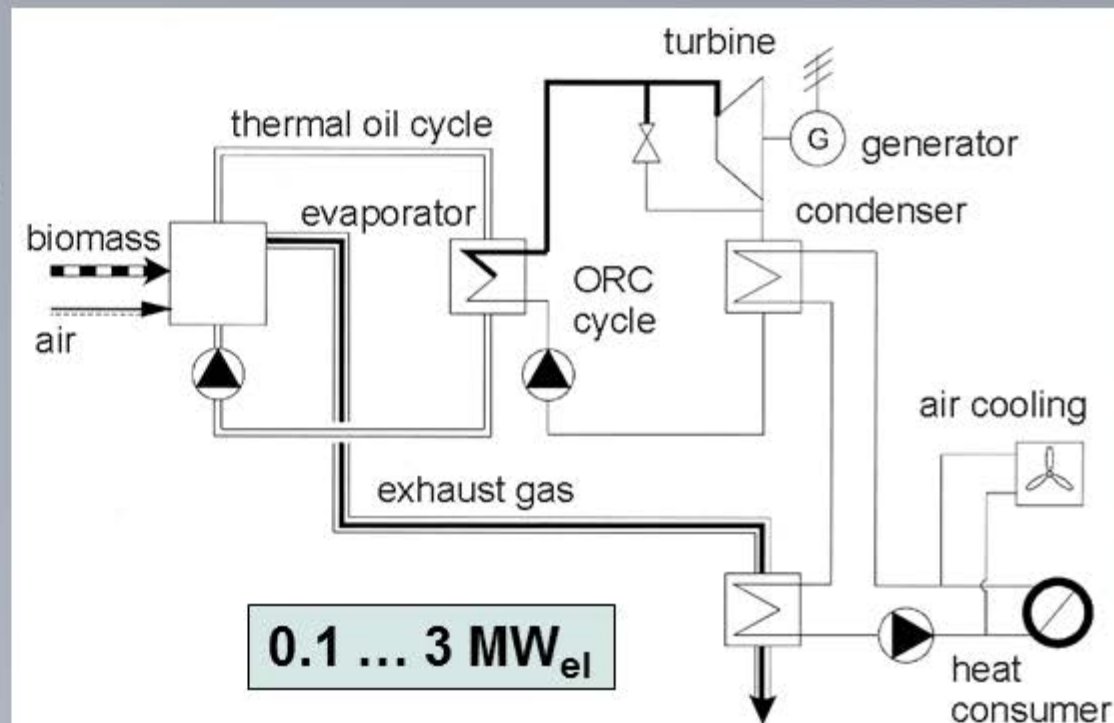 turbine
thermal oil cycle
G
generator
evaporator
condenser
biomass
ORC
cycle
air
air cooling
exhaust gas
0.1 ... 3 MWel
heat
consumer